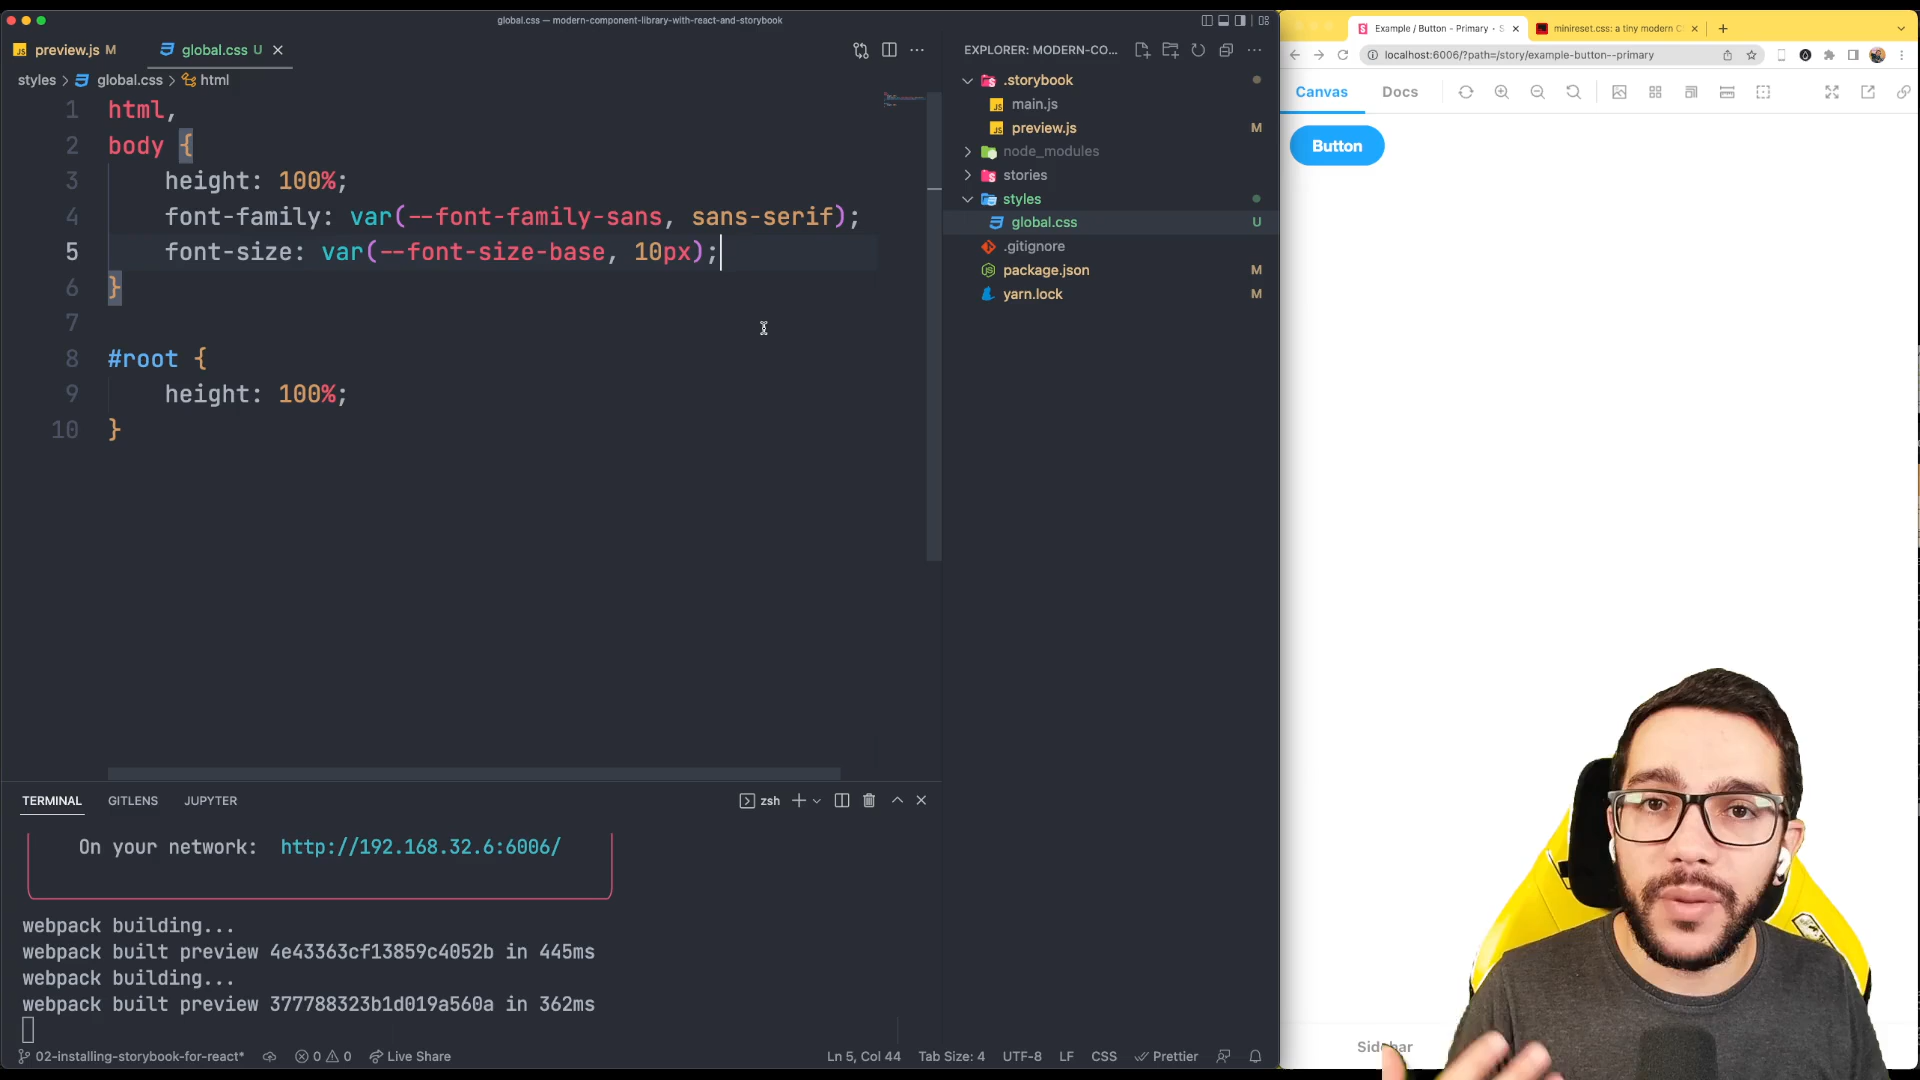 global.css — modern-component-library-with-react-and-storybook
preview.js M
global.css U
styles > global.css > html
1 html,
2 body {
3 height: 100%;
4 font-family: var(--font-family-sans, sans-serif);
5 font-size: var(--font-size-base, 10px);
6 }
7
8 #root {
9 height: 100%;
10 }
TERMINAL GITLENS JUPYTER
zsh
On your network: http://192.168.32.6:6006/
webpack building...
webpack built preview 4e43363cf13859c4052b in 445ms
webpack building...
webpack built preview 377788323b1d019a560a in 362ms
02-installing-storybook-for-react* 0 0 Live Share Ln 5, Col 44 Tab Size: 4 UTF-8 LF CSS Prettier
EXPLORER: MODERN-CO...
.storybook
main.js
preview.js M
node_modules
stories
styles
global.css U
.gitignore
package.json M
yarn.lock M
Example / Button - Primary · S
minireset.css: a tiny modern C
localhost:6006/?path=/story/example-button--primary
Canvas Docs
Button